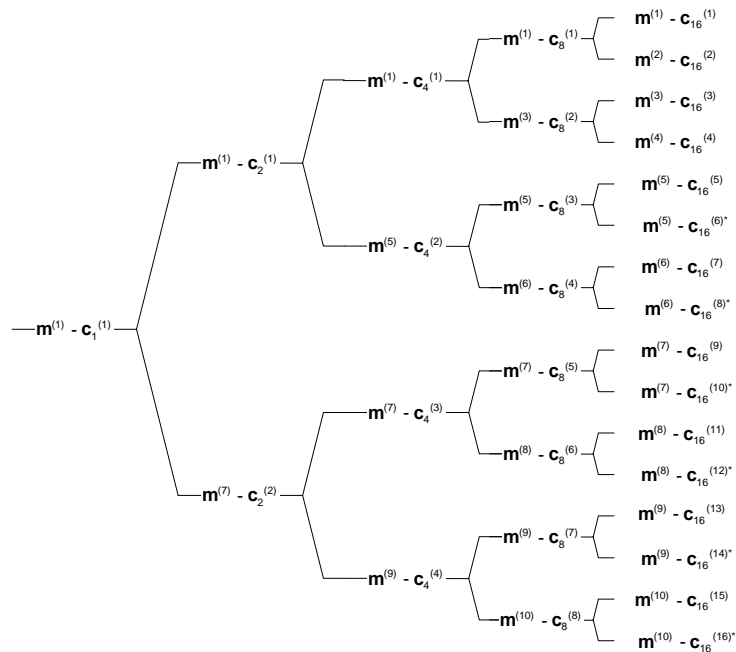 m(1) - c16(1)
m(1) - c8(1)
m(2) - c16(2)
m(1) - c4(1)
m(3) - c16(3)
m(3) - c8(2)
m(4) - c16(4)
m(1) - c2(1)
m(5) - c16(5)
m(5) - c8(3)
m(5) - c16(6)*
m(5) - c4(2)
m(6) - c16(7)
m(6) - c8(4)
m(6) - c16(8)*
m(1) - c1(1)
m(7) - c16(9)
m(7) - c8(5)
m(7) - c16(10)*
m(7) - c4(3)
m(8) - c16(11)
m(8) - c8(6)
m(8) - c16(12)*
m(7) - c2(2)
m(9) - c16(13)
m(9) - c8(7)
m(9) - c16(14)*
m(9) - c4(4)
m(10) - c16(15)
m(10) - c8(8)
m(10) - c16(16)*